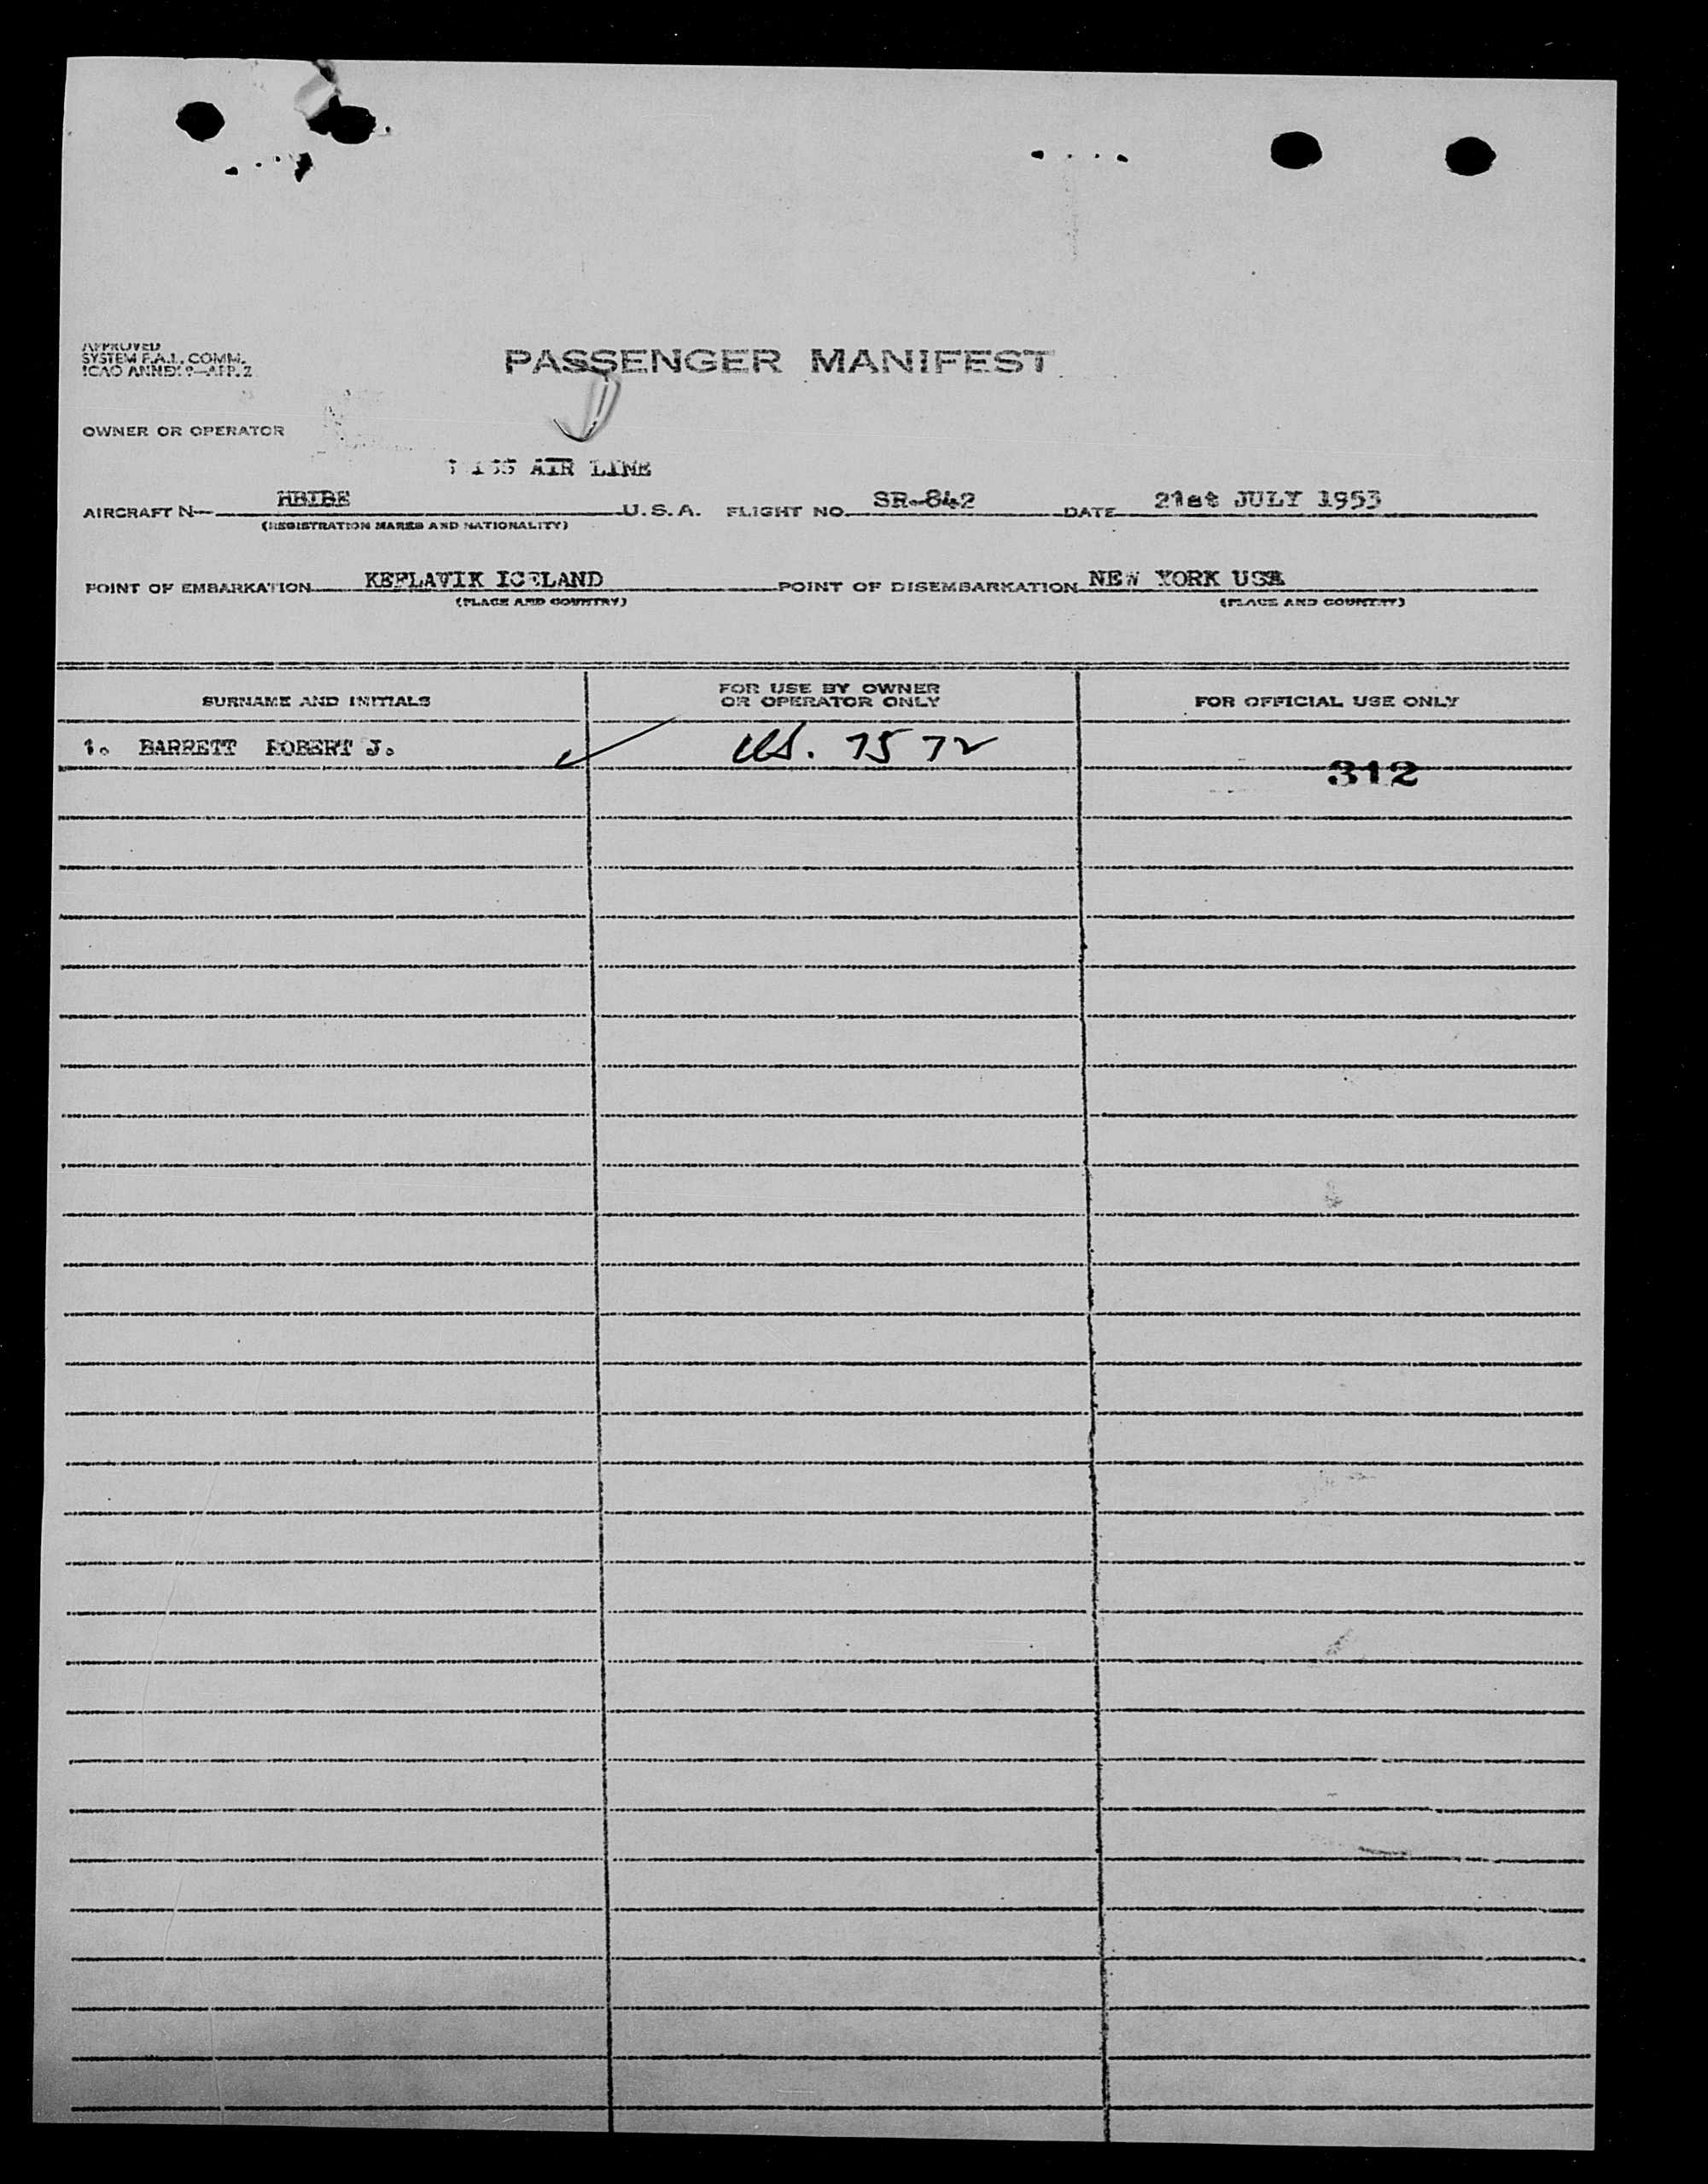 APPROVED
SYSTEM F.A.L. COMM.
ICAO ANNEX 9—APP. 2
PASSENGER MANIFEST
OWNER OR OPERATOR
AIR LINE
AIRCRAFT N— HBIBE U.S.A. FLIGHT NO. SR-842 DATE 21st JULY 1953
(REGISTRATION MARKS AND NATIONALITY)
POINT OF EMBARKATION KEFLAVIK ICELAND POINT OF DISEMBARKATION NEW YORK USA
(PLACE AND COUNTRY) (PLACE AND COUNTRY)
SURNAME AND INITIALS FOR USE BY OWNER OR OPERATOR ONLY FOR OFFICIAL USE ONLY
1. BARRETT ROBERT J. 7572
312